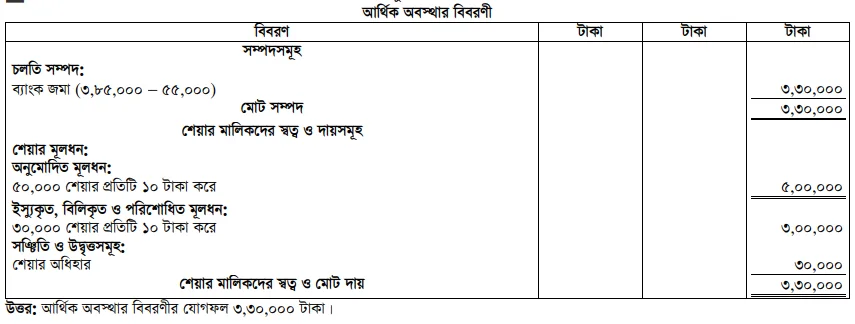 আর্থিক অবস্থার বিবরণী
বিবরণ টাকা টাকা টাকা
সম্পদসমূহ
চলতি সম্পদ:
ব্যাংক জমা (৩,৮৫,০০০ – ৫৫,০০০) ৩,৩০,০০০
মোট সম্পদ ৩,৩০,০০০
শেয়ার মালিকদের স্বত্ব ও দায়সমূহ
শেয়ার মূলধন:
অনুমোদিত মূলধন:
৫০,০০০ শেয়ার প্রতিটি ১০ টাকা করে ৫,০০,০০০
ইস্যুকৃত, বিলিকৃত ও পরিশোধিত মূলধন:
৩০,০০০ শেয়ার প্রতিটি ১০ টাকা করে ৩,০০,০০০
সঞ্চিতি ও উদ্বৃত্তসমূহ:
শেয়ার অধিহার ৩০,০০০
শেয়ার মালিকদের স্বত্ব ও মোট দায় ৩,৩০,০০০
উত্তর: আর্থিক অবস্থার বিবরণীর যোগফল ৩,৩০,০০০ টাকা।